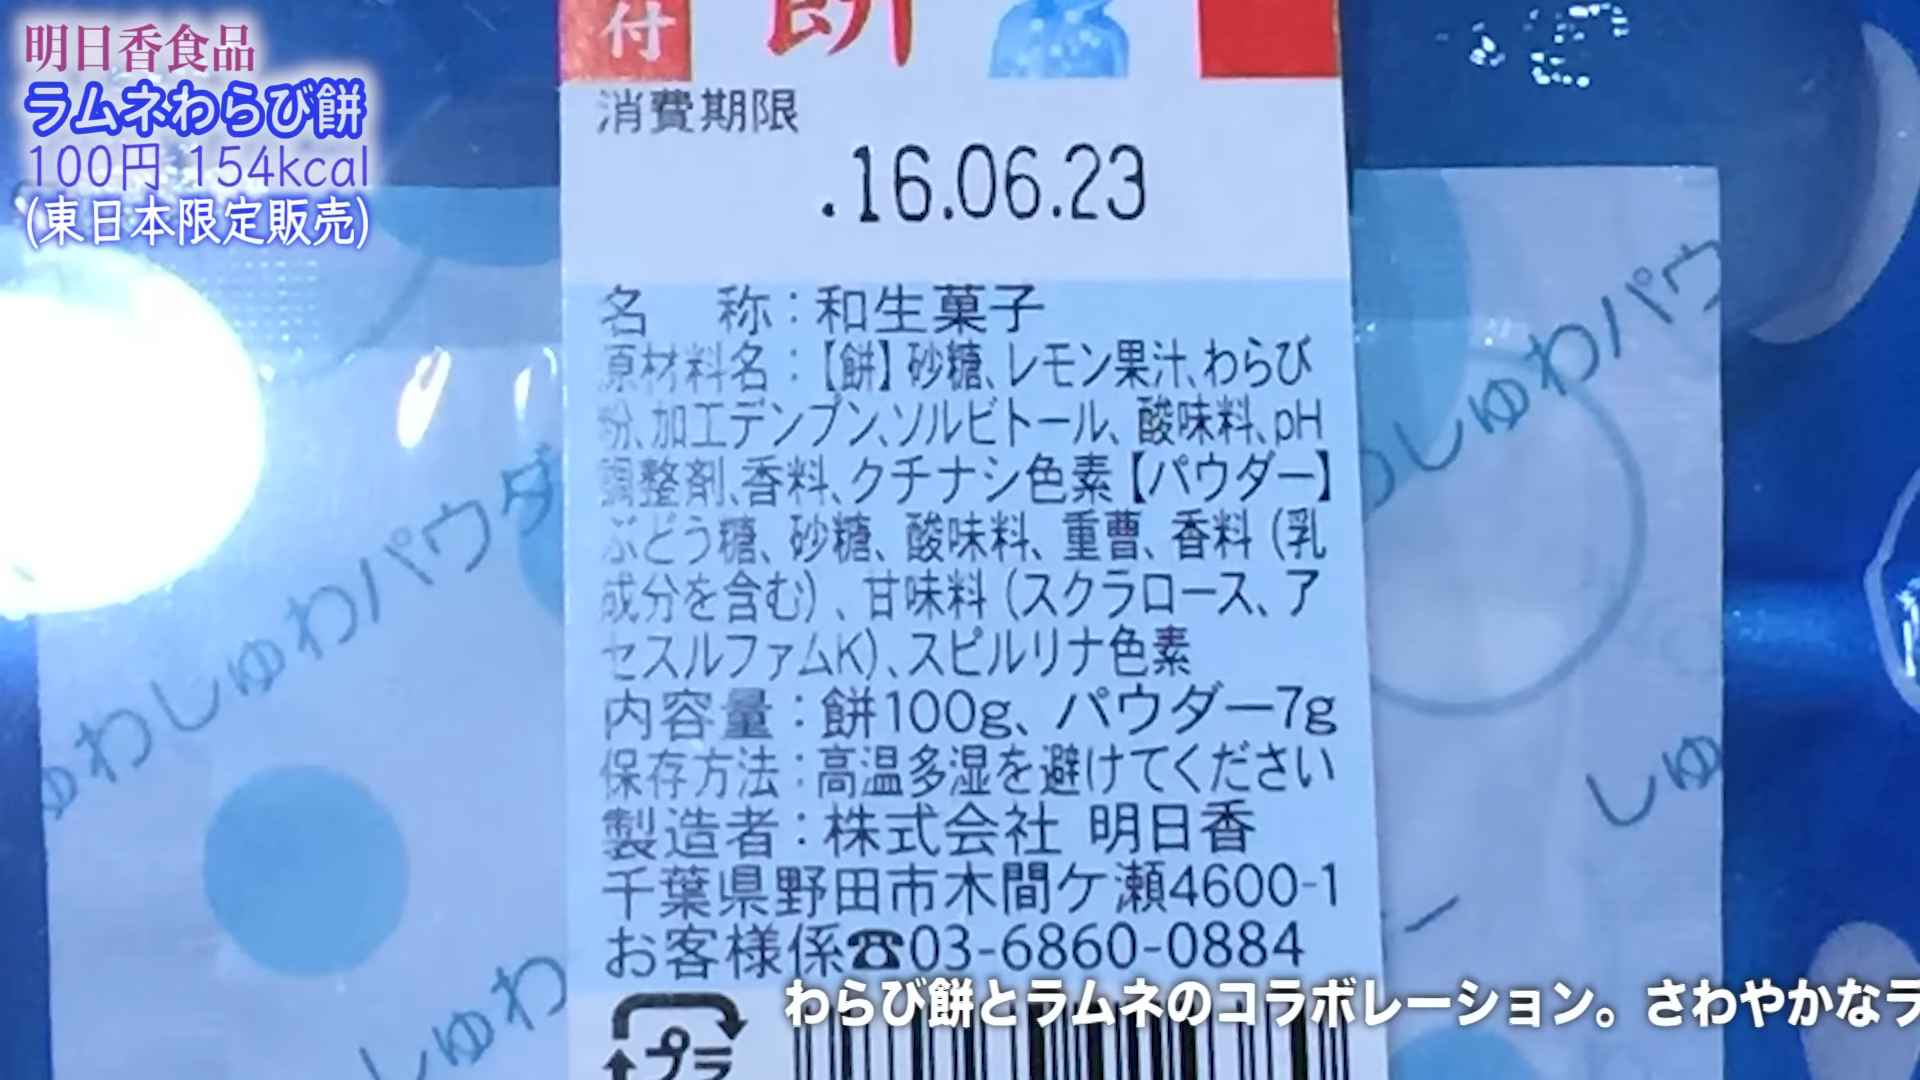 明日香食品
ラムネわらび餅
100円 154kcal
(東日本限定販売)
付 餅
消費期限
.16.06.23
名 称：和生菓子
原材料名：【餅】砂糖、レモン果汁、わらび
粉、加工デンプン、ソルビトール、酸味料、pH
調整剤、香料、クチナシ色素【パウダー】
ぶどう糖、砂糖、酸味料、重曹、香料（乳
成分を含む）、甘味料（スクラロース、ア
セスルファムK）、スピルリナ色素
内容量：餅100g、パウダー7g
保存方法：高温多湿を避けてください
製造者：株式会社 明日香
千葉県野田市木間ケ瀬4600-1
お客様係☎03-6860-0884
プラ
ゅわしゅわパウダ
しゅわ
わしゅわパウ
しゅ
ー
わらび餅とラムネのコラボレーション。さわやかなラ